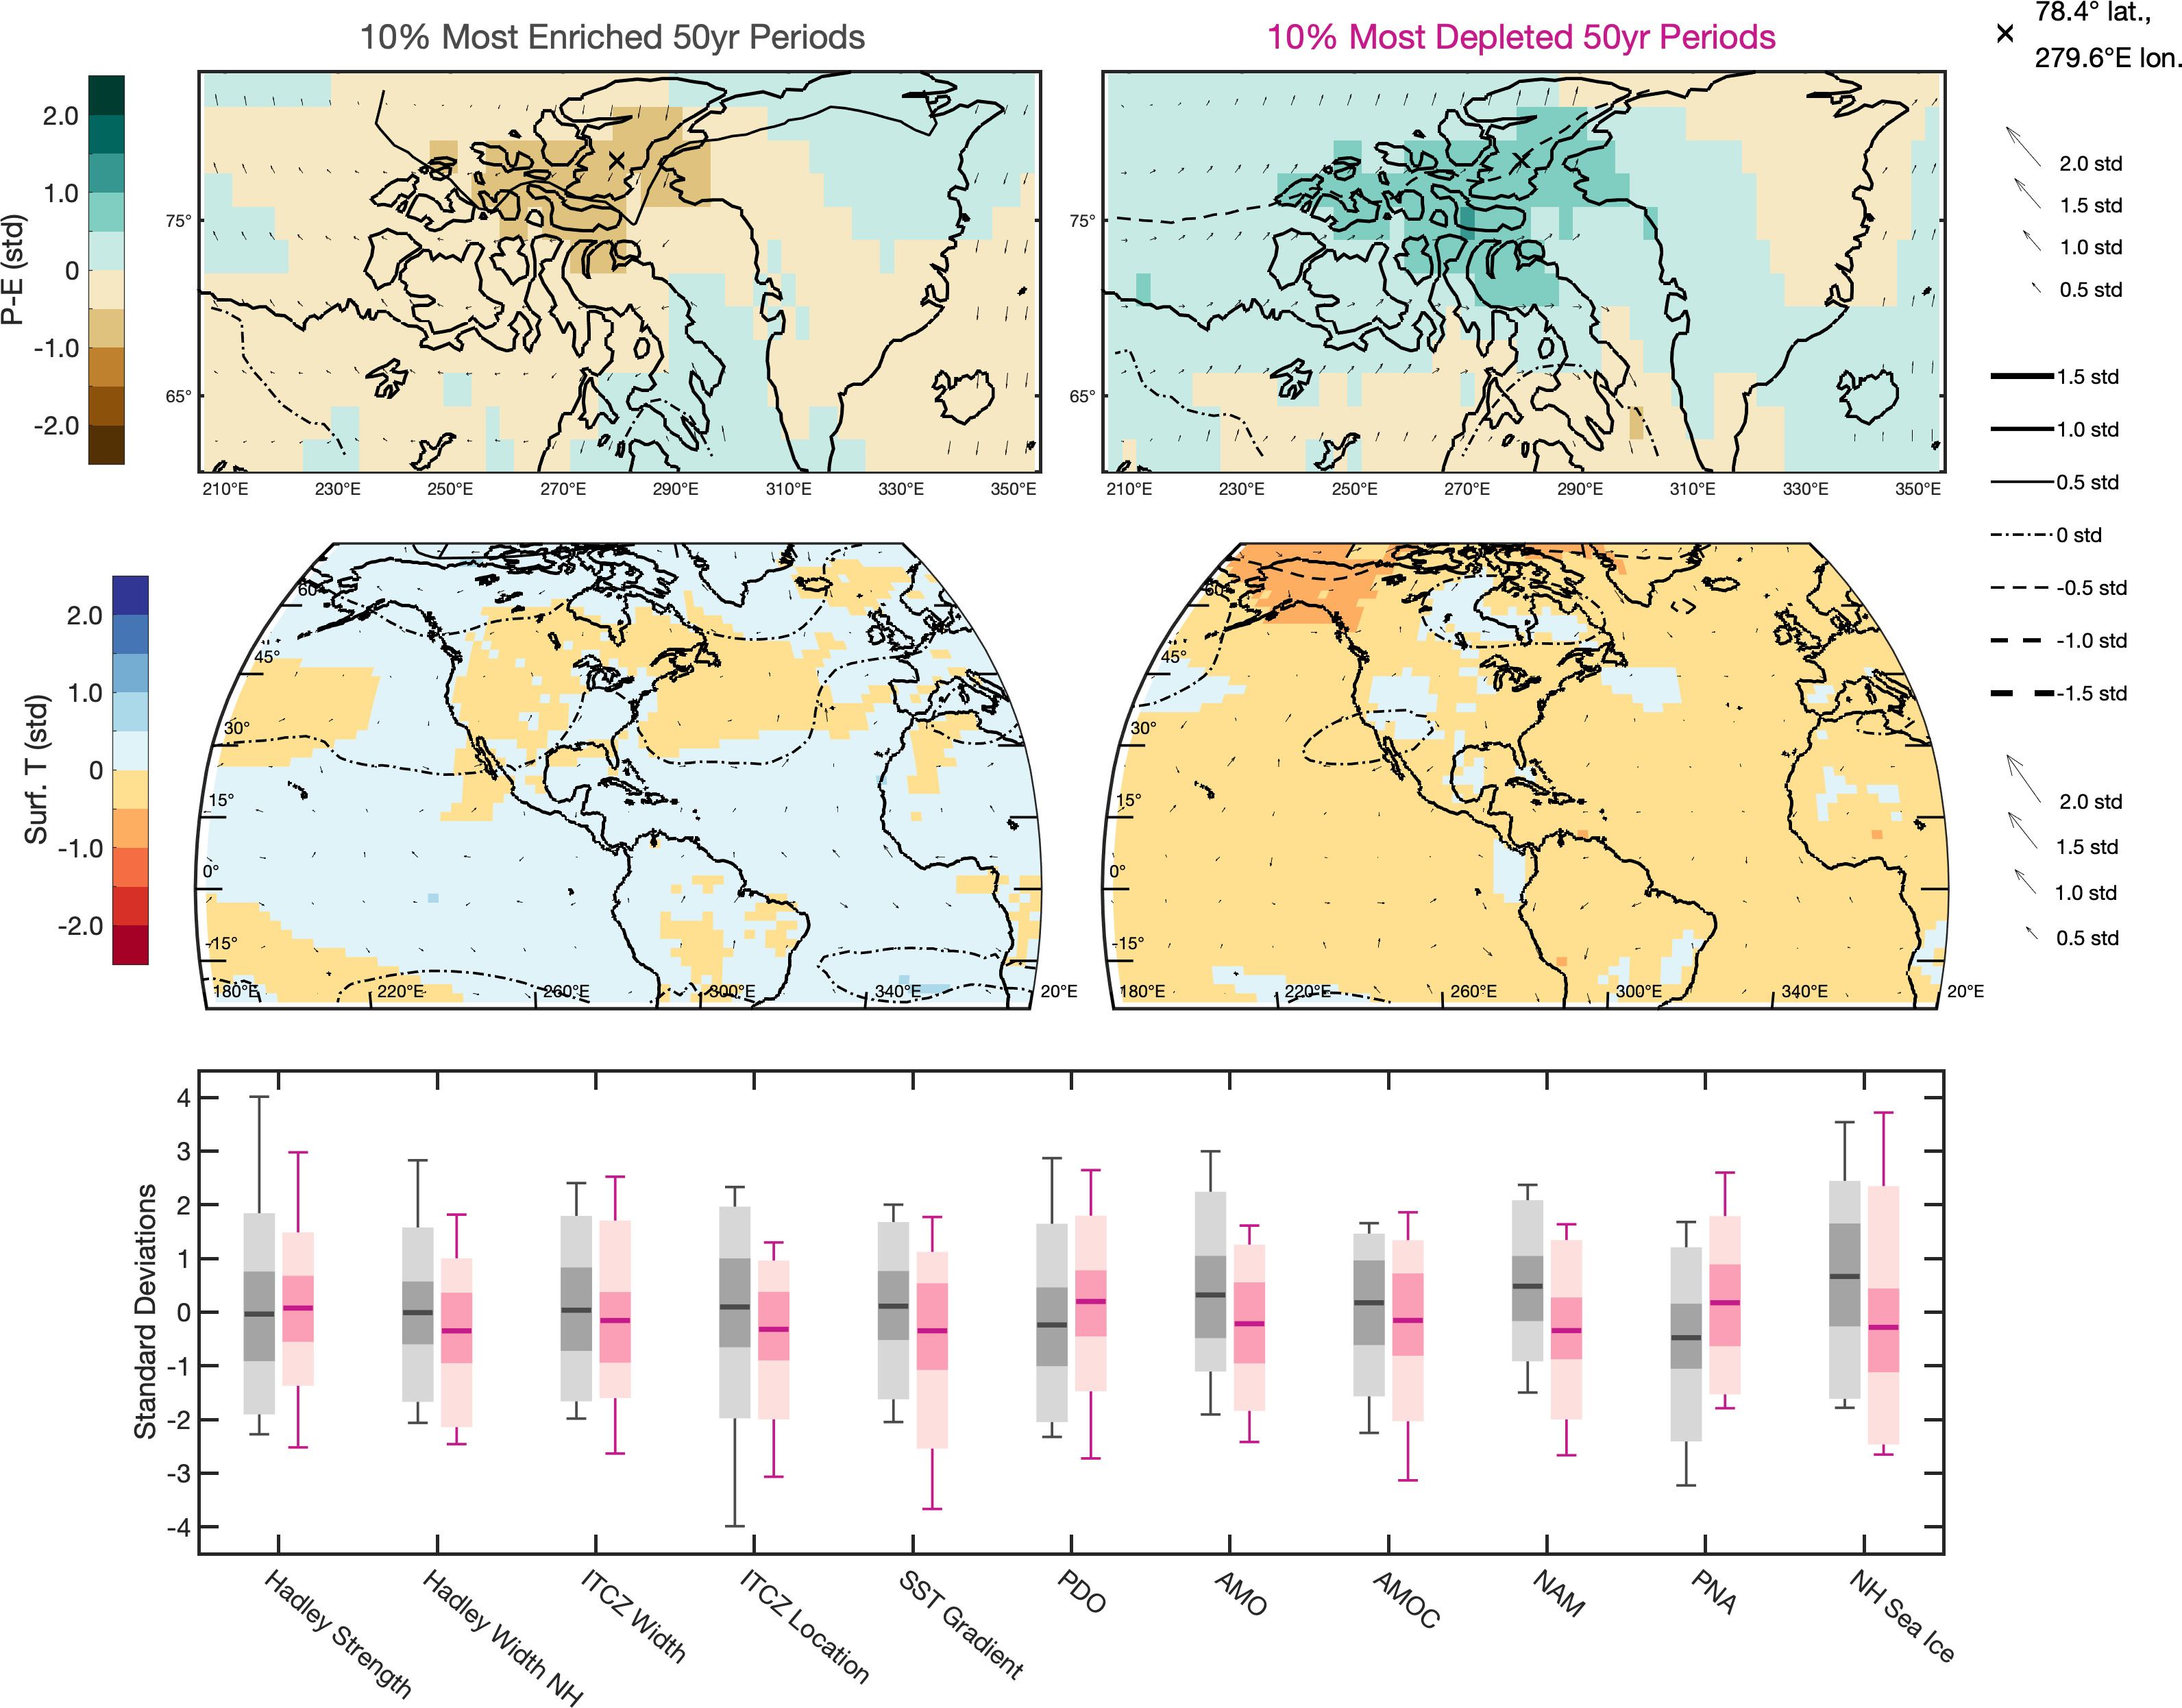 10% Most Enriched 50yr Periods
10% Most Depleted 50yr Periods
78.4° lat.,
279.6°E lon.
P-E (std)
2.0
1.0
0
-1.0
-2.0
75°
65°
210°E 230°E 250°E 270°E 290°E 310°E 330°E 350°E
75°
65°
210°E 230°E 250°E 270°E 290°E 310°E 330°E 350°E
2.0 std
1.5 std
1.0 std
0.5 std
1.5 std
1.0 std
0.5 std
0 std
-0.5 std
-1.0 std
-1.5 std
Surf. T (std)
2.0
1.0
0
-1.0
-2.0
60°
45°
30°
15°
0°
-15°
180°E 220°E 260°E 300°E 340°E 20°E
60°
45°
30°
15°
0°
-15°
180°E 220°E 260°E 300°E 340°E 20°E
2.0 std
1.5 std
1.0 std
0.5 std
Standard Deviations
4
3
2
1
0
-1
-2
-3
-4
Hadley Strength
Hadley Width NH
ITCZ Width
ITCZ Location
SST Gradient
PDO
AMO
AMOC
NAM
PNA
NH Sea Ice